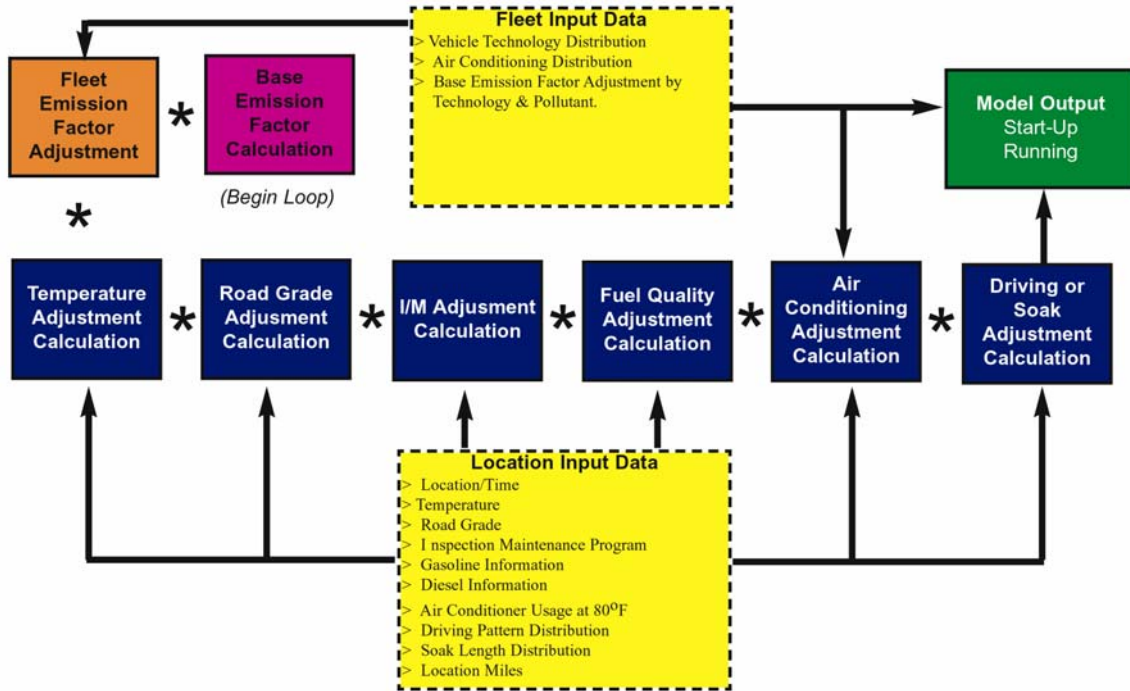 Fleet Input Data
> Vehicle Technology Distribution
> Air Conditioning Distribution
> Base Emission Factor Adjustment by
Technology & Pollutant.
Fleet
Emission
Factor
Adjustment
*
Base
Emission
Factor
Calculation
(Begin Loop)
Model Output
Start-Up
Running
*
Temperature
Adjustment
Calculation
*
Road Grade
Adjusment
Calculation
*
I/M Adjusment
Calculation
*
Fuel Quality
Adjustment
Calculation
*
Air
Conditioning
Adjustment
Calculation
*
Driving or
Soak
Adjustment
Calculation
Location Input Data
> Location/Time
> Temperature
> Road Grade
> I nspection Maintenance Program
> Gasoline Information
> Diesel Information
> Air Conditioner Usage at 80°F
> Driving Pattern Distribution
> Soak Length Distribution
> Location Miles